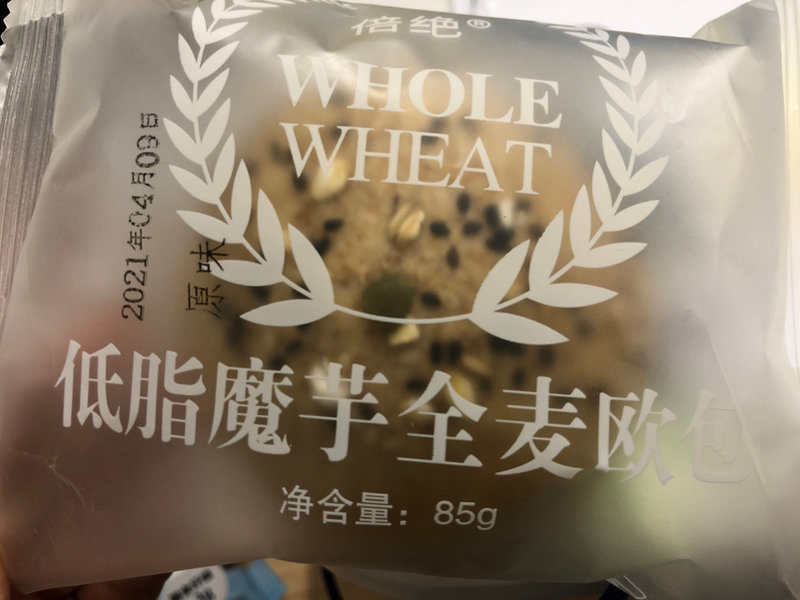 倍绝®
WHOLE
WHEAT
2021年04月09日
原味
低脂魔芋全麦欧包
净含量：85g